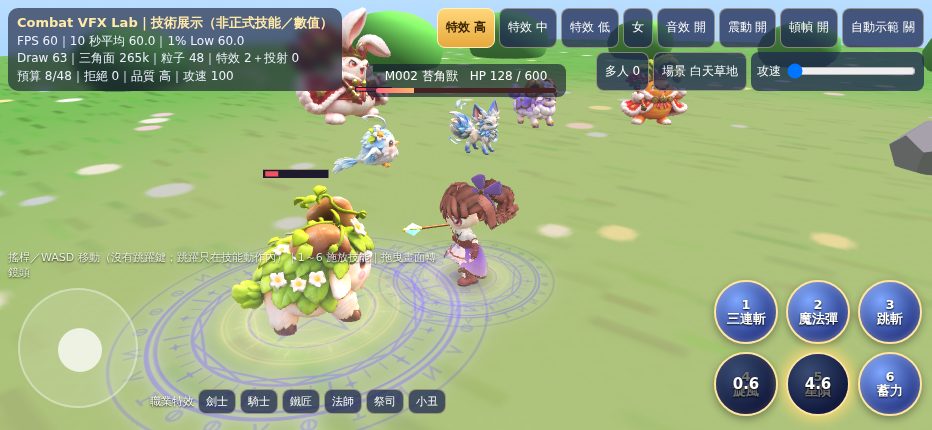 Combat VFX Lab｜技術展示（非正式技能／數值）
FPS 60｜10 秒平均 60.0｜1% Low 60.0
Draw 63｜三角面 265k｜粒子 48｜特效 2＋投射 0
預算 8/48｜拒絕 0｜品質 高｜攻速 100
特效 高
特效 中
特效 低
女
音效 開
震動 開
頓幀 開
自動示範 關
多人 0
場景 白天草地
攻速
M002 苔角獸 HP 128 / 600
搖桿／WASD 移動（沒有跳躍鍵；跳躍只在技能動作內）｜1～6 施放技能｜拖曳畫面轉
鏡頭
1
三連斬
2
魔法彈
3
跳斬
0.6
旋風
4.6
6
蓄力
職業特效
劍士
騎士
鐵匠
法師
祭司
小丑